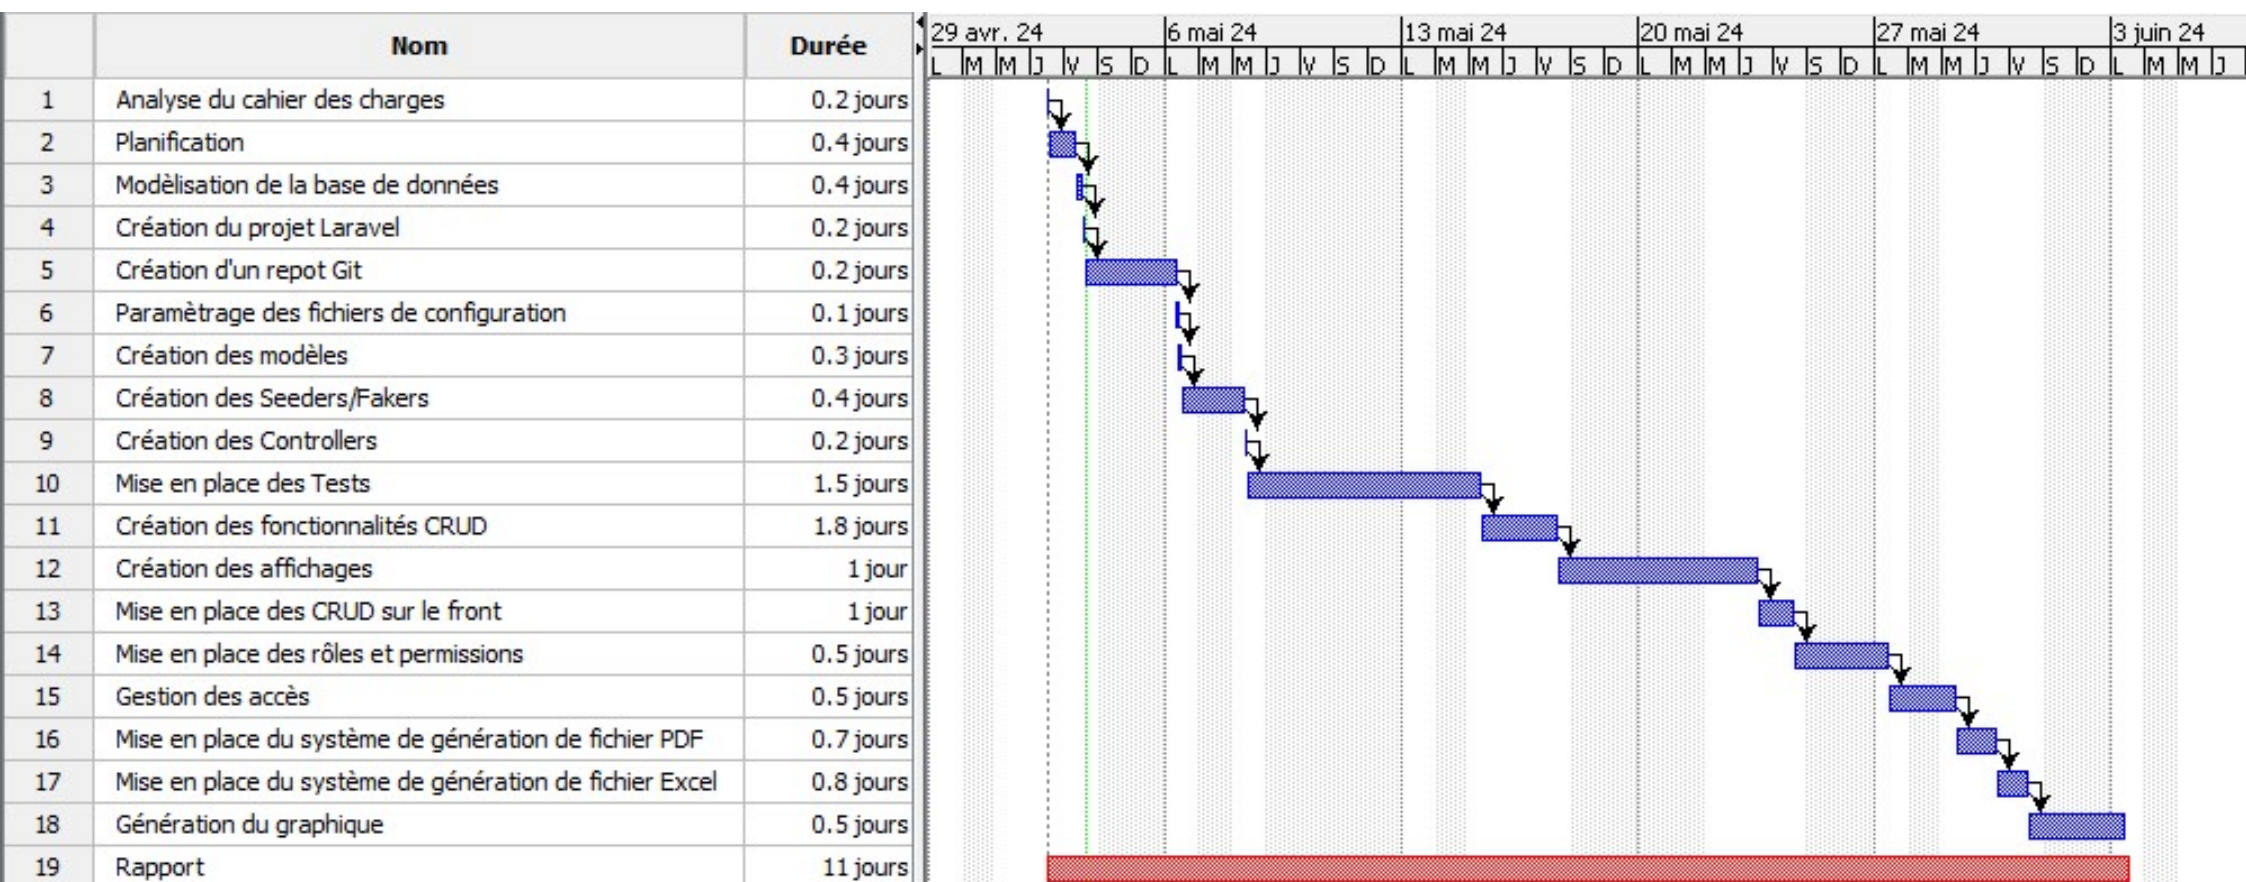 Nom Durée 29 avr. 24 6 mai 24 13 mai 24 20 mai 24 27 mai 24 3 juin 24
L M M J V S D L M M J V S D L M M J V S D L M M J V S D L M M J V S D L M M J
1 Analyse du cahier des charges 0.2 jours
2 Planification 0.4 jours
3 Modèlisation de la base de données 0.4 jours
4 Création du projet Laravel 0.2 jours
5 Création d'un repot Git 0.2 jours
6 Paramètrage des fichiers de configuration 0.1 jours
7 Création des modèles 0.3 jours
8 Création des Seeders/Fakers 0.4 jours
9 Création des Controllers 0.2 jours
10 Mise en place des Tests 1.5 jours
11 Création des fonctionnalités CRUD 1.8 jours
12 Création des affichages 1 jour
13 Mise en place des CRUD sur le front 1 jour
14 Mise en place des rôles et permissions 0.5 jours
15 Gestion des accès 0.5 jours
16 Mise en place du système de génération de fichier PDF 0.7 jours
17 Mise en place du système de génération de fichier Excel 0.8 jours
18 Génération du graphique 0.5 jours
19 Rapport 11 jours